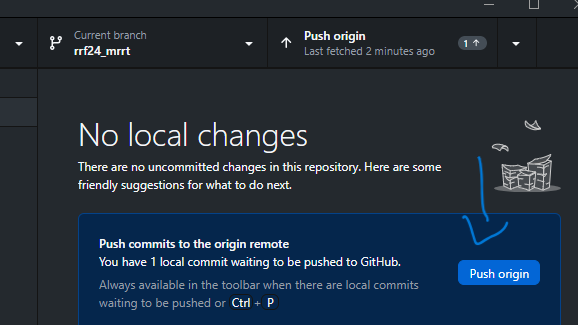 Current branch
rrf24_mrrt
Push origin
Last fetched 2 minutes ago
1 ↑
No local changes
There are no uncommitted changes in this repository. Here are some
friendly suggestions for what to do next.
Push commits to the origin remote
You have 1 local commit waiting to be pushed to GitHub.
Always available in the toolbar when there are local commits
waiting to be pushed or Ctrl + P
Push origin